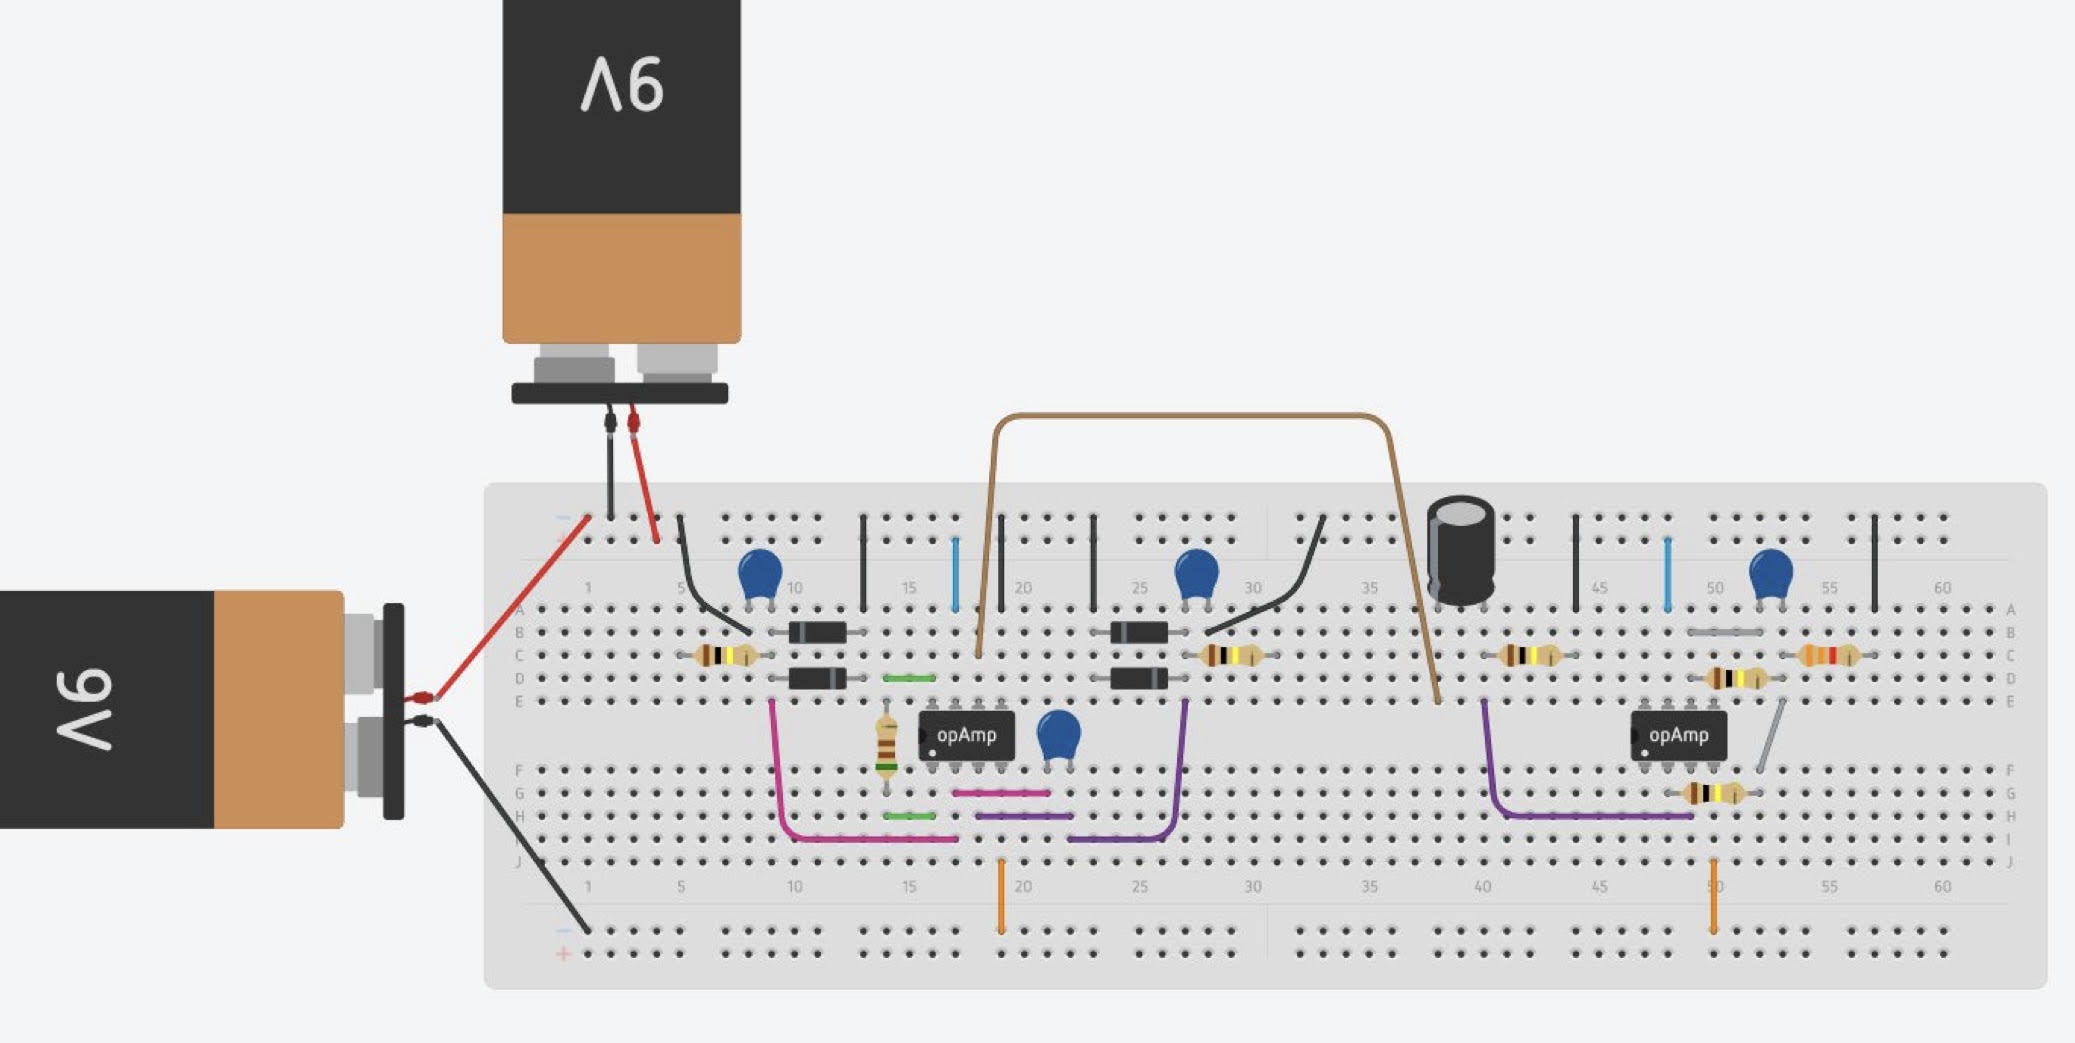 9V
9V
1 5 10 15 20 25 30 35 45 50 55 60
A A
B B
C C
D D
E E
opAmp opAmp
F F
G G
H H
I
J J
1 5 10 15 20 25 30 35 40 45 50 55 60
−
+